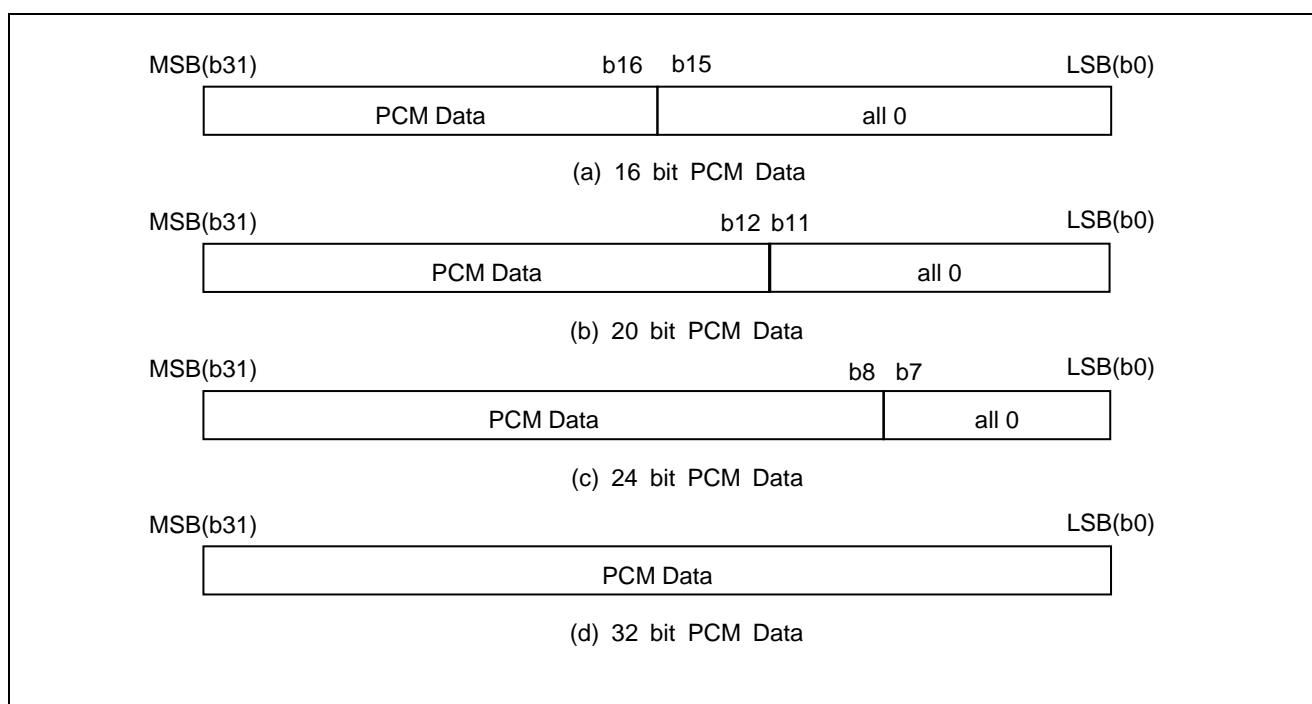 MSB(b31) b16 b15 LSB(b0)
PCM Data all 0
(a) 16 bit PCM Data
MSB(b31) b12 b11 LSB(b0)
PCM Data all 0
(b) 20 bit PCM Data
MSB(b31) b8 b7 LSB(b0)
PCM Data all 0
(c) 24 bit PCM Data
MSB(b31) LSB(b0)
PCM Data
(d) 32 bit PCM Data